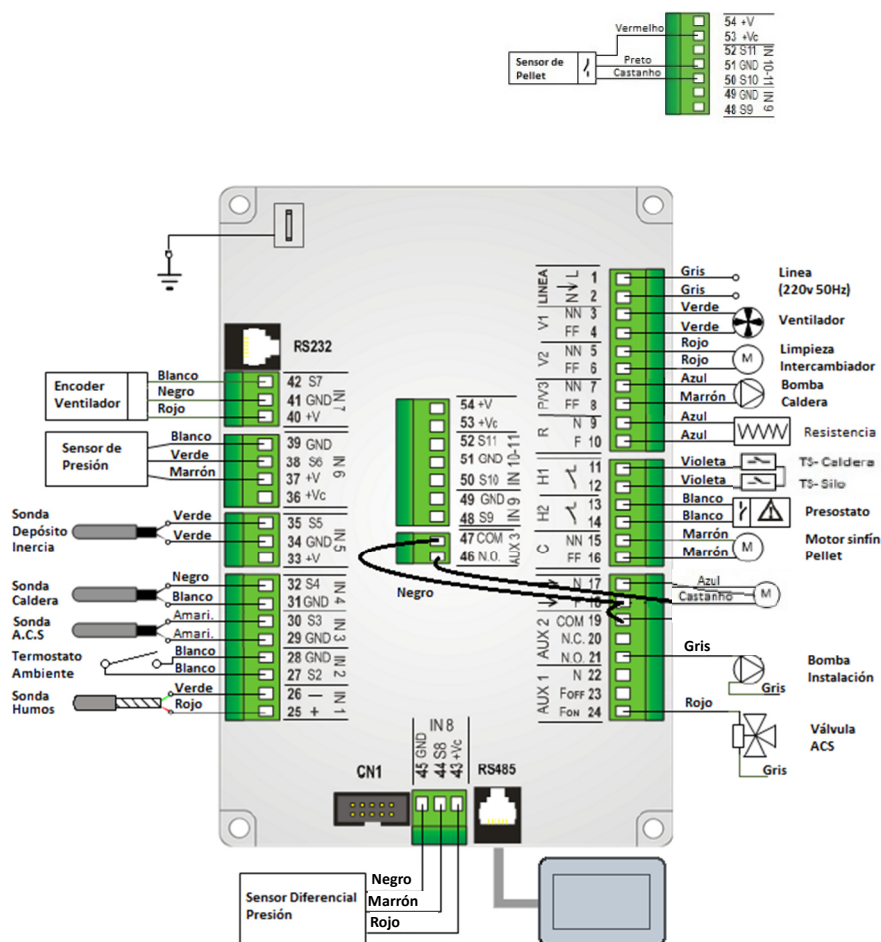 Vermelho
Preto
Castanho
Sensor de
Pellet
54 +V
53 +Vc
52 S11
51 GND
50 S10
49 GND
48 S9
IN 10-11
IN 9
RS232
Encoder
Ventilador
Blanco
Negro
Rojo
42 S7
41 GND
40 +V
IN 7
Sensor de
Presión
Blanco
Verde
Marrón
39 GND
38 S6
37 +V
36 +Vc
IN 6
Sonda
Depósito
Inercia
Verde
Verde
35 S5
34 GND
33 +V
IN 5
Sonda
Caldera
Negro
Blanco
32 S4
31 GND
IN 4
Sonda
A.C.S
Amari.
Amari.
30 S3
29 GND
IN 3
Termostato
Ambiente
Blanco
Blanco
28 GND
27 S2
IN 2
Sonda
Humos
Verde
Rojo
26 —
25 +
IN 1
54 +V
53 +Vc
52 S11
51 GND
50 S10
49 GND
48 S9
47 COM
46 N.O.
IN 10-11
IN 9
AUX 3
Negro
LINEA
N L
1
2
Gris
Gris
Linea
(220v 50Hz)
V1
NN 3
FF 4
Verde
Verde
Ventilador
V2
NN 5
FF 6
Rojo
Rojo
Limpieza
Intercambiador
P/V3
NN 7
FF 8
Azul
Marrón
Bomba
Caldera
R
N 9
F 10
Azul
Azul
Resistencia
H1
11
12
Violeta
Violeta
TS- Caldera
TS- Silo
H2
13
14
Blanco
Blanco
Presostato
C
NN 15
FF 16
Marrón
Marrón
M
Motor sinfín
Pellet
N 17
F 18
Azul
Castanho
M
AUX 2
COM 19
N.C. 20
N.O. 21
Gris
Gris
Bomba
Instalación
AUX 1
N 22
FOFF 23
FON 24
Rojo
Gris
Válvula
ACS
M
CN1
IN 8
45 GND
44 S8
43 +Vc
RS485
Sensor Diferencial
Presión
Negro
Marrón
Rojo